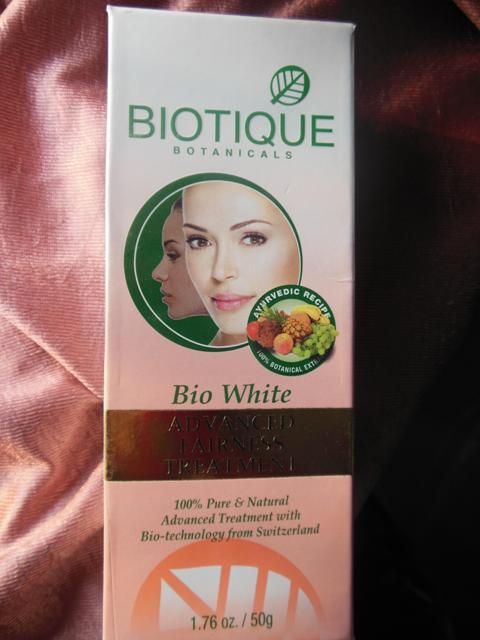 BIOTIQUE
BOTANICALS
AYURVEDIC RECIPE
100% BOTANICAL
Bio White
ADVANCED
FAIRNESS
TREATMENT
100% Pure & Natural
Advanced Treatment with
Bio-technology from Switzerland
1.76 oz. / 50g